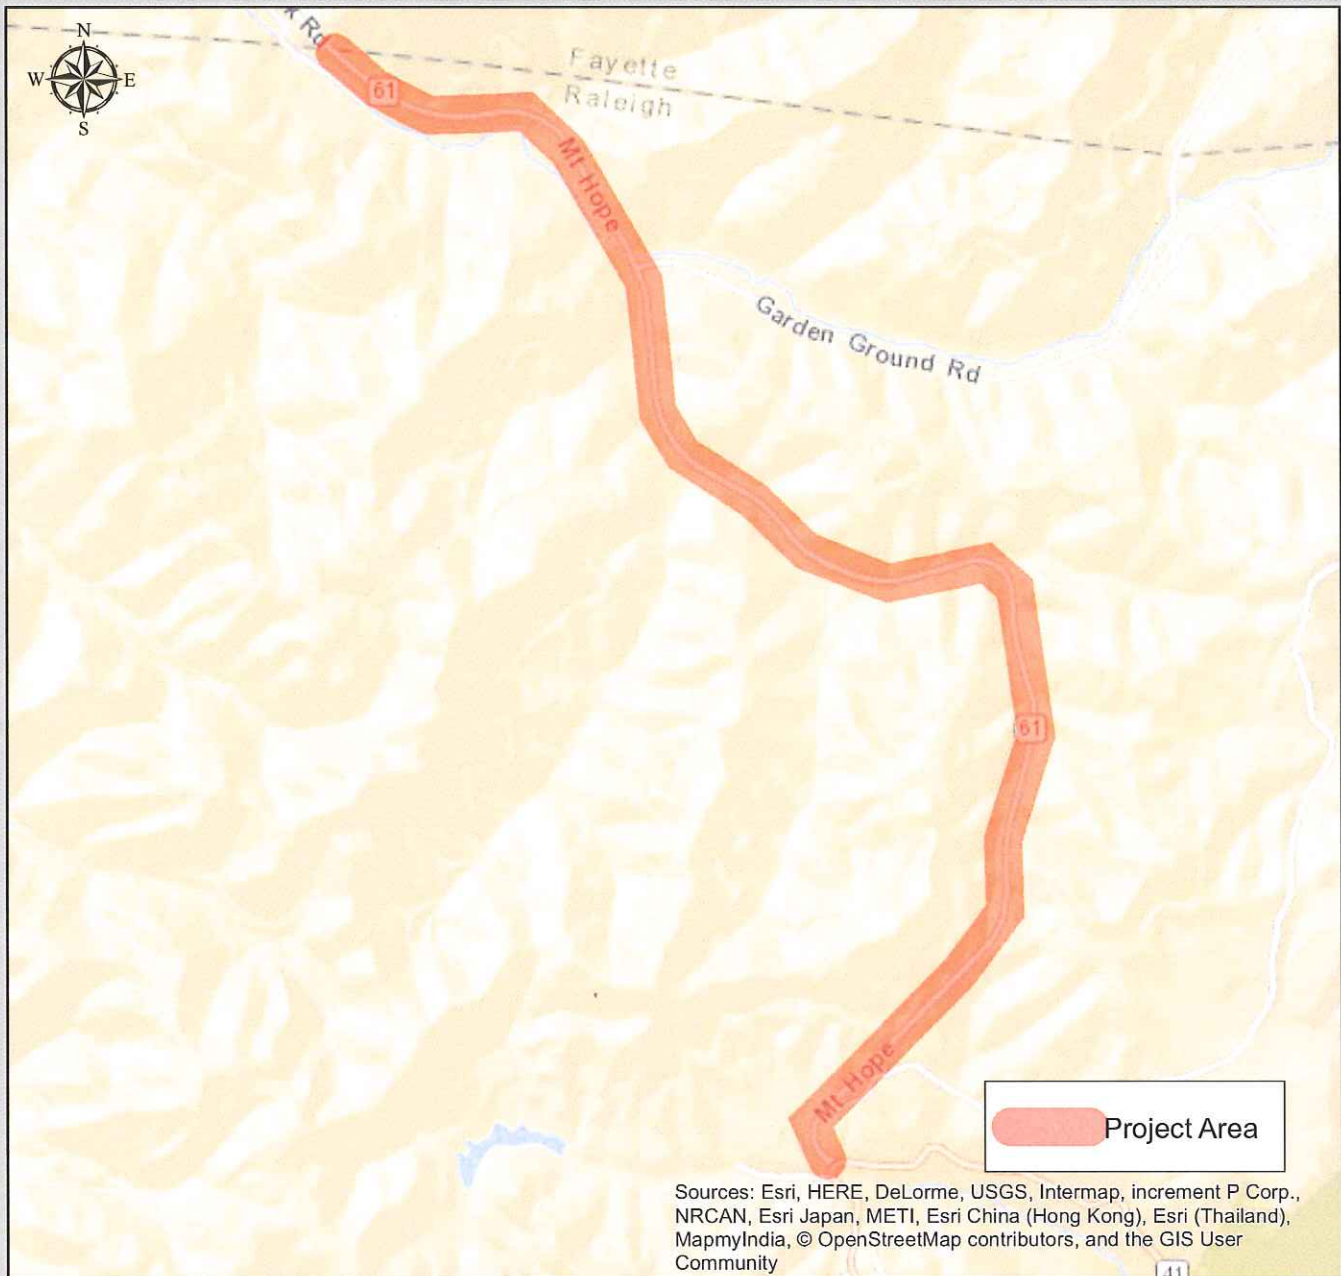 N
W E
S
k Rd
61
Fayette
Raleigh
Mt Hope
Garden Ground Rd
61
Mt Hope
Project Area
Sources: Esri, HERE, DeLorme, USGS, Intermap, increment P Corp.,
NRCAN, Esri Japan, METI, Esri China (Hong Kong), Esri (Thailand),
MapmyIndia, © OpenStreetMap contributors, and the GIS User
Community
41